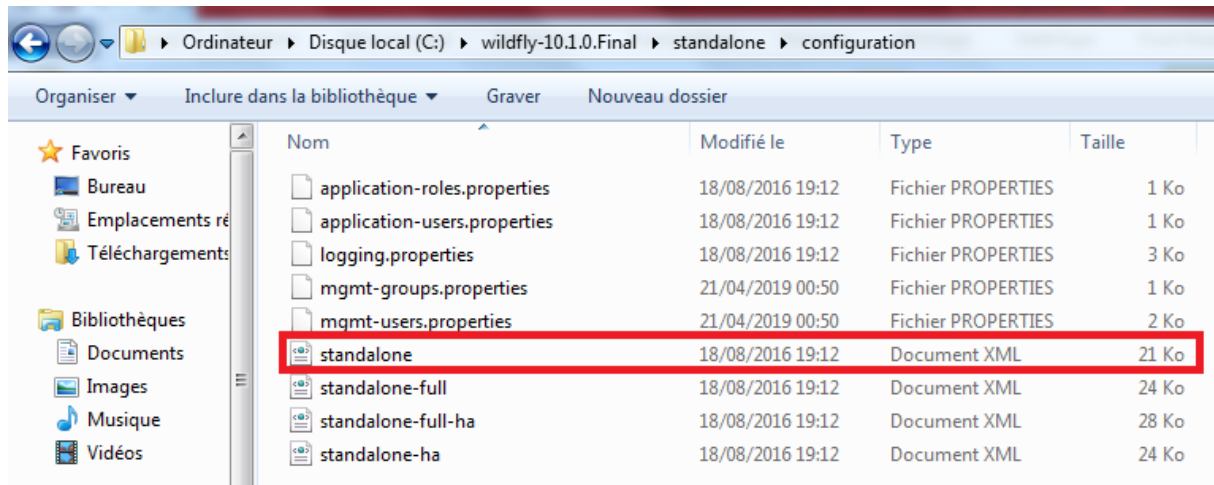 Ordinateur Disque local (C:) wildfly-10.1.0.Final standalone configuration
Organiser Inclure dans la bibliothèque Graver Nouveau dossier
Favoris
Bureau
Emplacements ré
Téléchargements
Bibliothèques
Documents
Images
Musique
Vidéos
Nom Modifié le Type Taille
application-roles.properties 18/08/2016 19:12 Fichier PROPERTIES 1 Ko
application-users.properties 18/08/2016 19:12 Fichier PROPERTIES 1 Ko
logging.properties 18/08/2016 19:12 Fichier PROPERTIES 3 Ko
mgmt-groups.properties 21/04/2019 00:50 Fichier PROPERTIES 1 Ko
mgmt-users.properties 21/04/2019 00:50 Fichier PROPERTIES 2 Ko
standalone 18/08/2016 19:12 Document XML 21 Ko
standalone-full 18/08/2016 19:12 Document XML 24 Ko
standalone-full-ha 18/08/2016 19:12 Document XML 28 Ko
standalone-ha 18/08/2016 19:12 Document XML 24 Ko